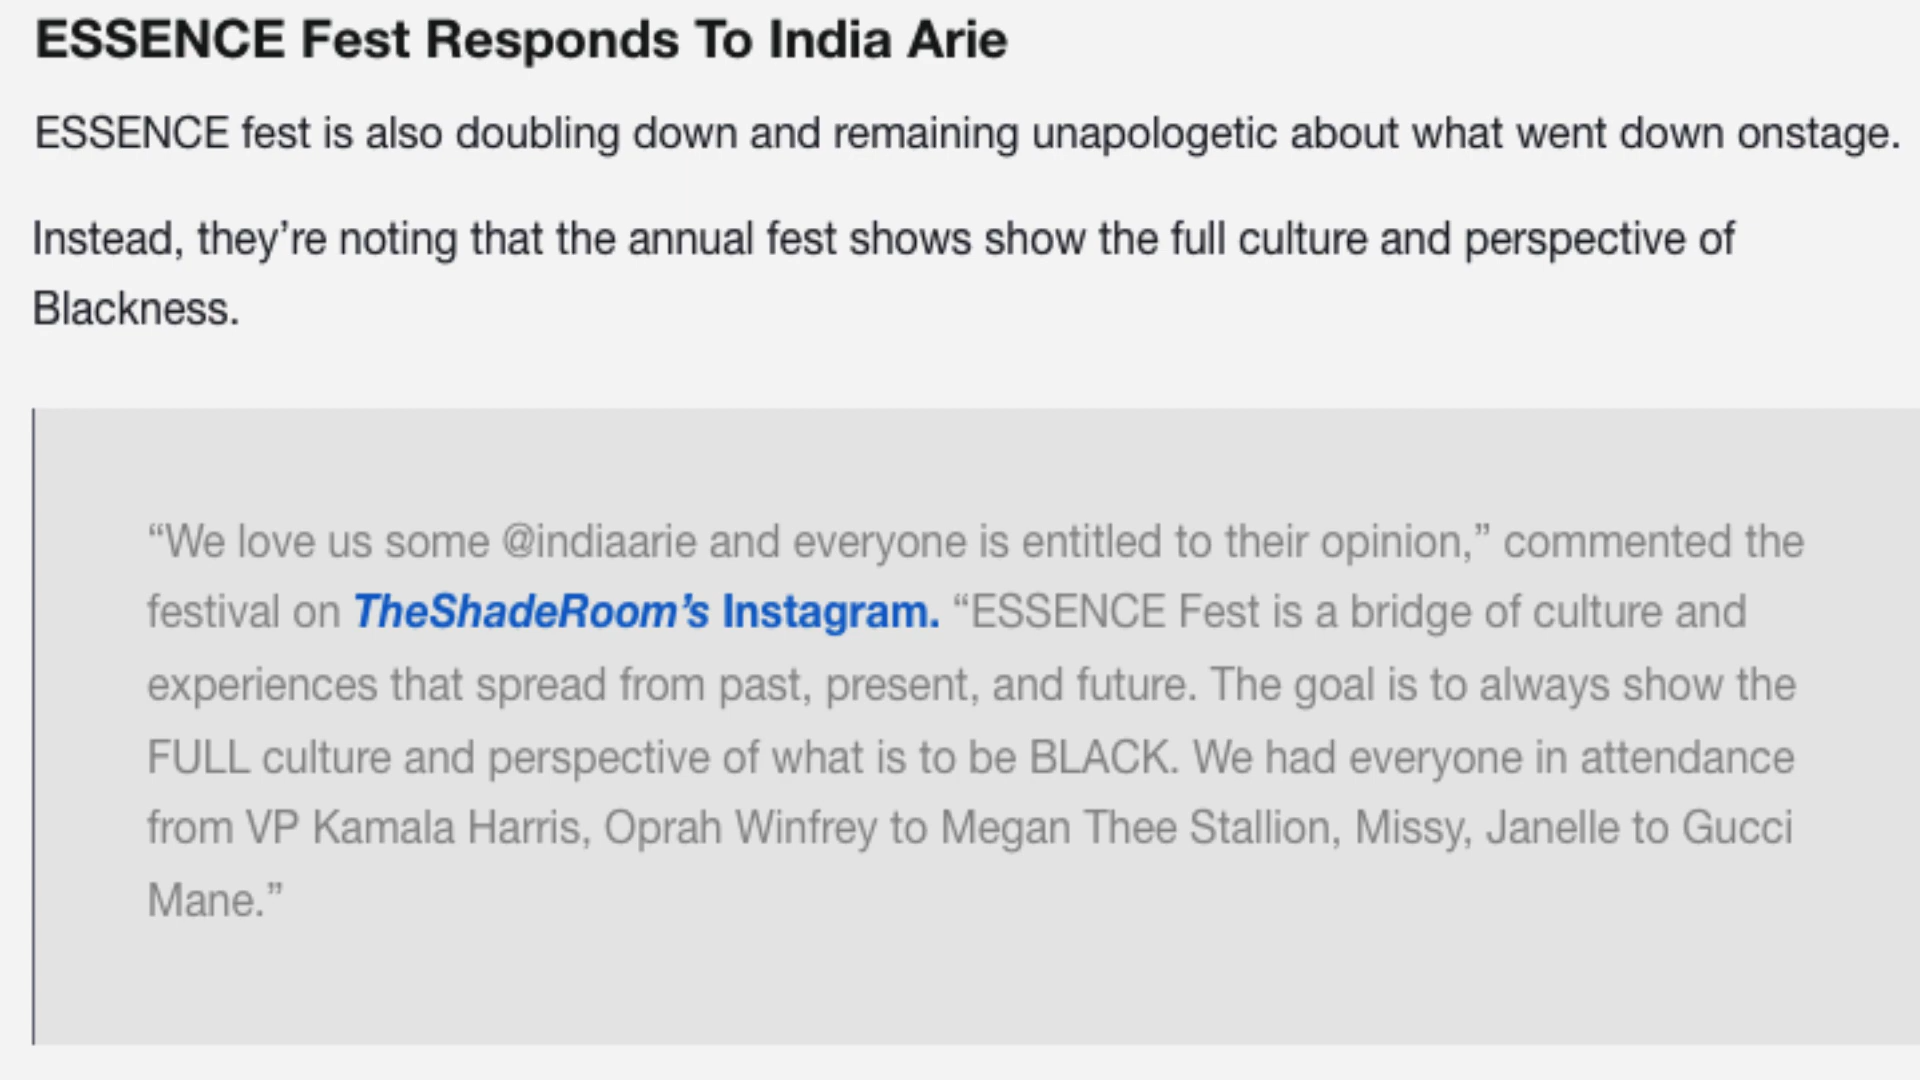 ESSENCE Fest Responds To India Arie
ESSENCE fest is also doubling down and remaining unapologetic about what went down onstage.
Instead, they’re noting that the annual fest shows show the full culture and perspective of
Blackness.
“We love us some @indiaarie and everyone is entitled to their opinion,” commented the
festival on TheShadeRoom’s Instagram. “ESSENCE Fest is a bridge of culture and
experiences that spread from past, present, and future. The goal is to always show the
FULL culture and perspective of what is to be BLACK. We had everyone in attendance
from VP Kamala Harris, Oprah Winfrey to Megan Thee Stallion, Missy, Janelle to Gucci
Mane.”